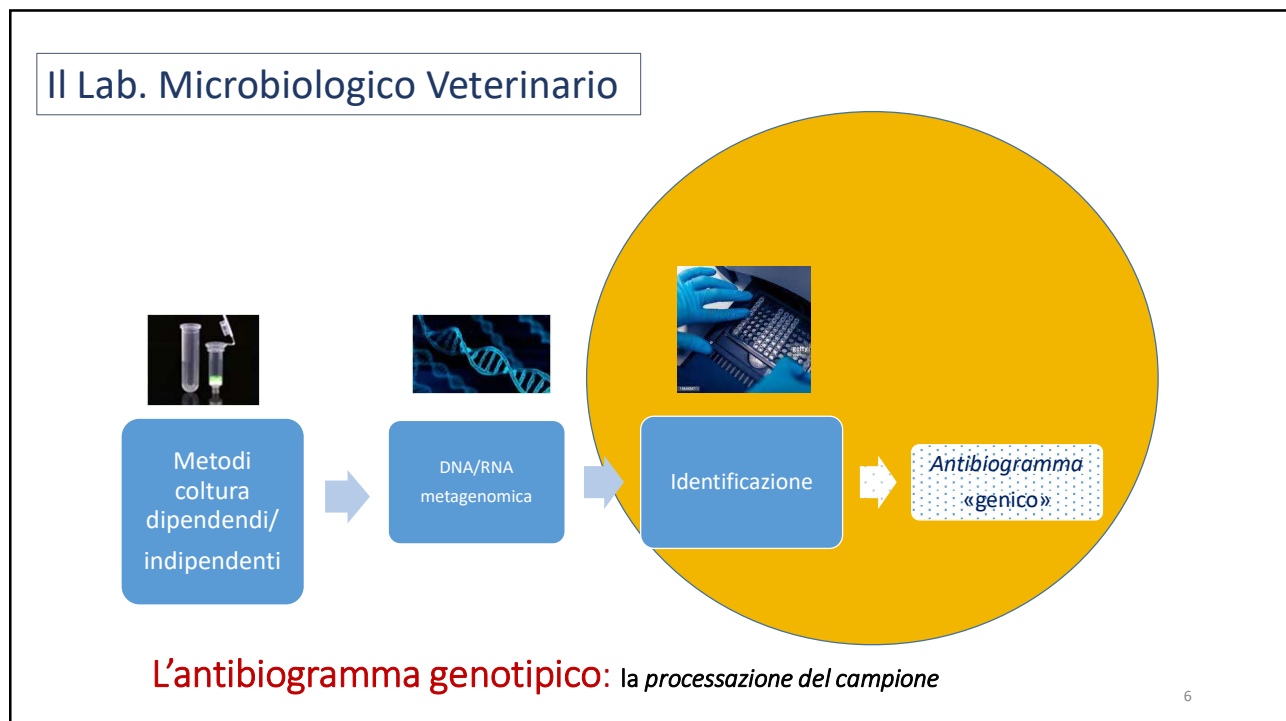 Il Lab. Microbiologico Veterinario
Metodi
coltura
dipendendi/
indipendenti
DNA/RNA
metagenomica
Identificazione
Antibiogramma
«genico»
L'antibiogramma genotipico: la processazione del campione
6